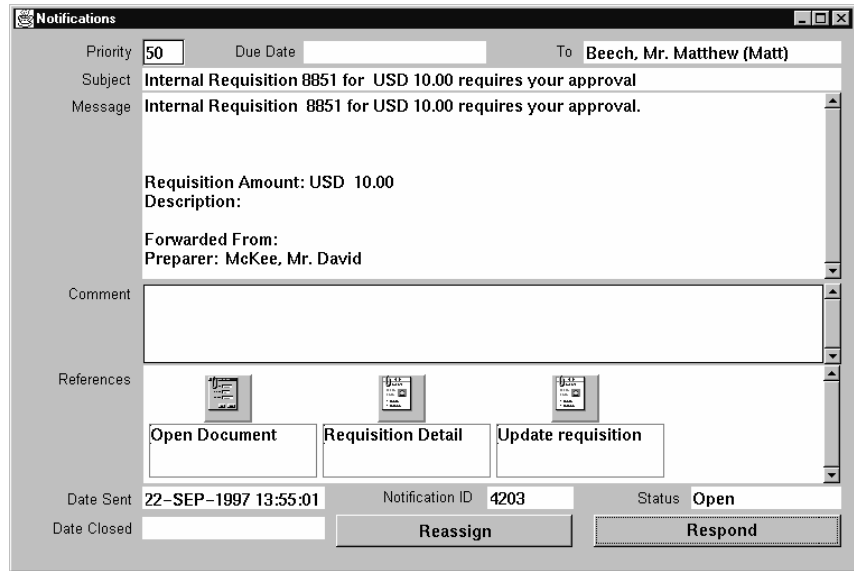 Notifications
Priority 50 Due Date To Beech, Mr. Matthew (Matt)
Subject Internal Requisition 8851 for USD 10.00 requires your approval
Message Internal Requisition 8851 for USD 10.00 requires your approval.
Requisition Amount: USD 10.00
Description:
Forwarded From:
Preparer: McKee, Mr. David
Comment
References
Open Document Requisition Detail Update requisition
Date Sent 22-SEP-1997 13:55:01 Notification ID 4203 Status Open
Date Closed Reassign Respond